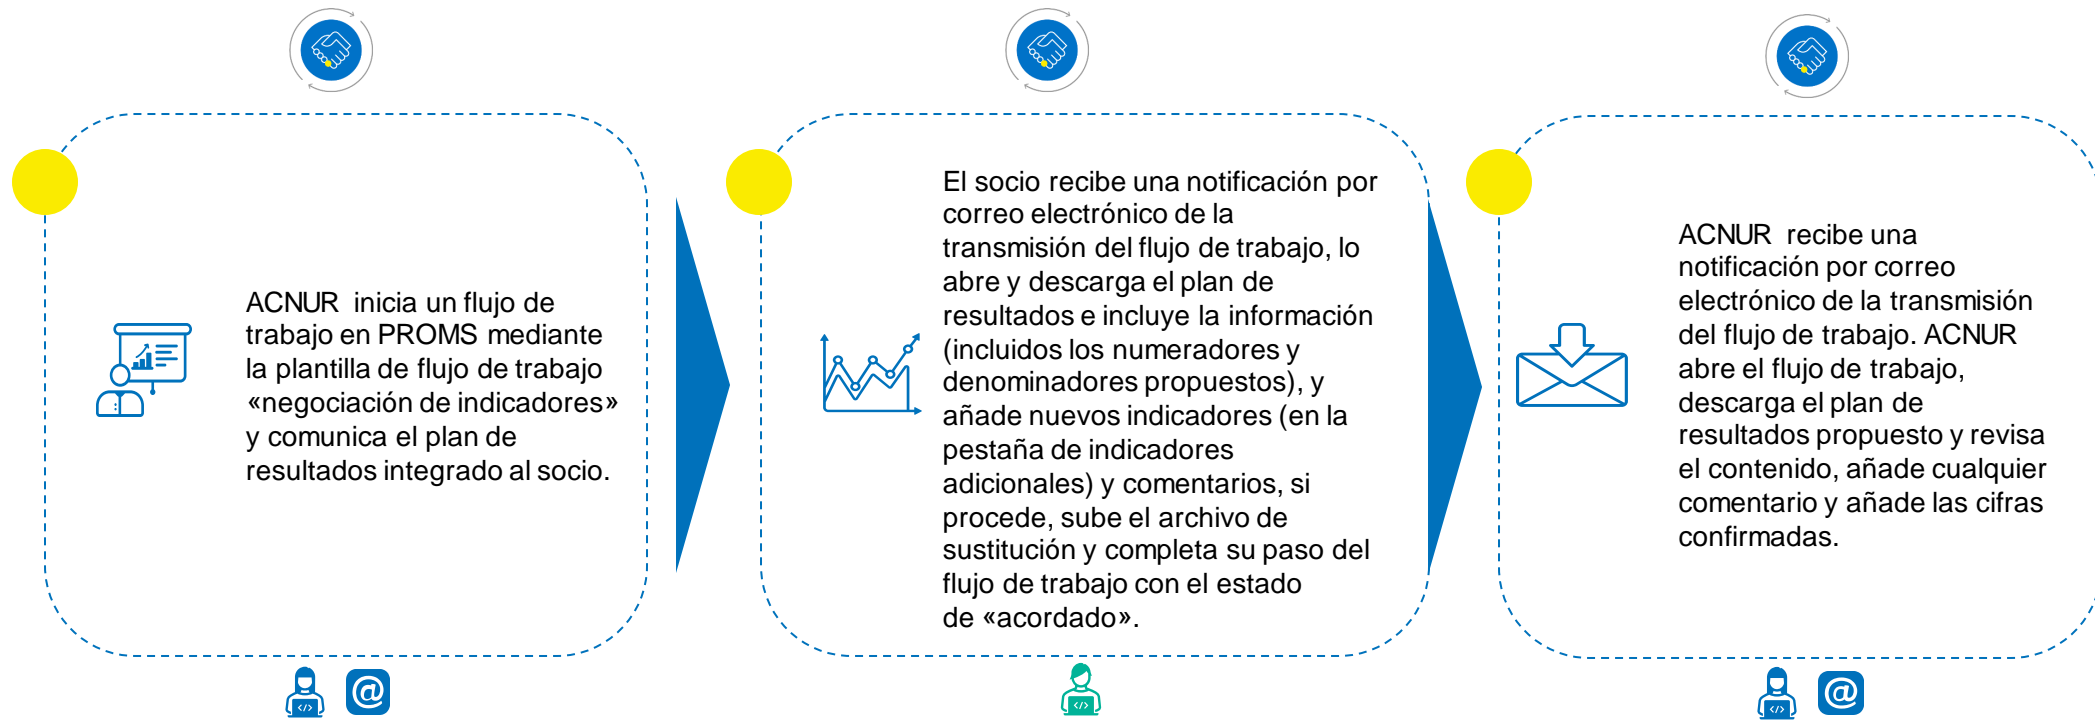 ACNUR inicia un flujo de
trabajo en PROMS mediante
la plantilla de flujo de trabajo
«negociación de indicadores»
y comunica el plan de
resultados integrado al socio.
El socio recibe una notificación por
correo electrónico de la
transmisión del flujo de trabajo, lo
abre y descarga el plan de
resultados e incluye la información
(incluidos los numeradores y
denominadores propuestos), y
añade nuevos indicadores (en la
pestaña de indicadores
adicionales) y comentarios, si
procede, sube el archivo de
sustitución y completa su paso del
flujo de trabajo con el estado
de «acordado».
ACNUR recibe una
notificación por correo
electrónico de la transmisión
del flujo de trabajo. ACNUR
abre el flujo de trabajo,
descarga el plan de
resultados propuesto y revisa
el contenido, añade cualquier
comentario y añade las cifras
confirmadas.